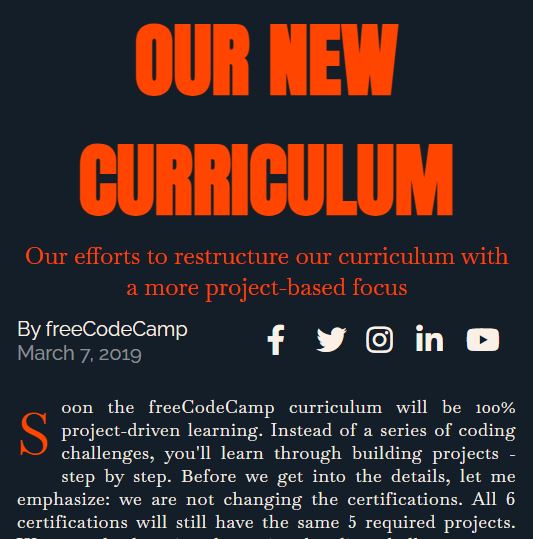 OUR NEW
CURRICULUM
Our efforts to restructure our curriculum with
a more project-based focus
By freeCodeCamp
March 7, 2019
Soon the freeCodeCamp curriculum will be 100%
project-driven learning. Instead of a series of coding
challenges, you'll learn through building projects -
step by step. Before we get into the details, let me
emphasize: we are not changing the certifications. All 6
certifications will still have the same 5 required projects.